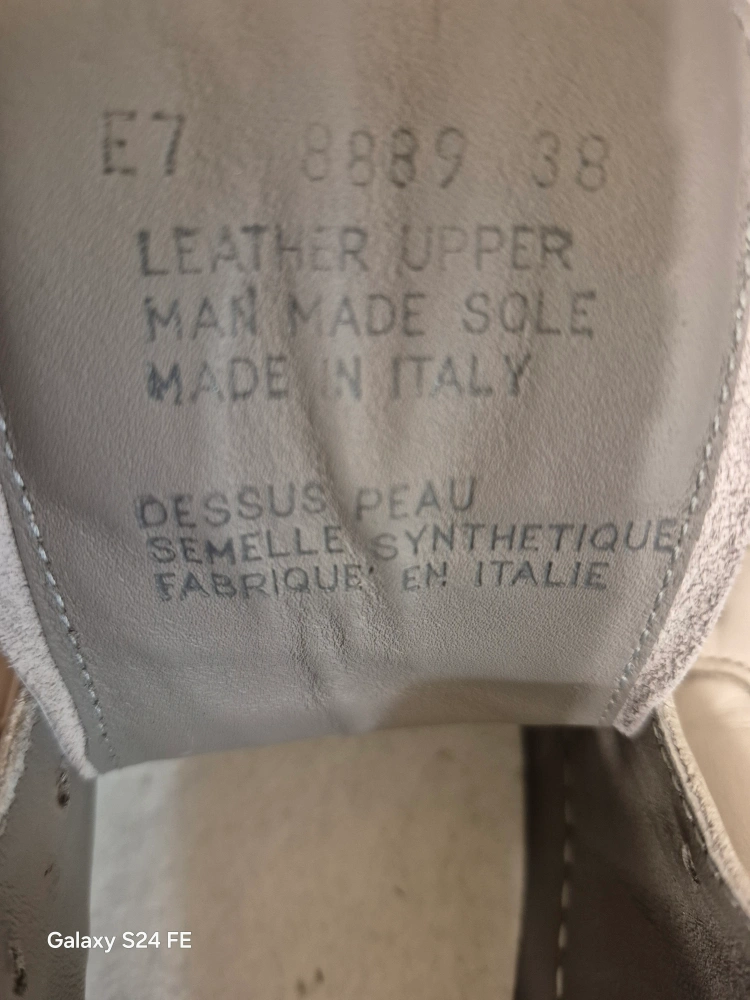 E7 8889 38
LEATHER UPPER
MAN MADE SOLE
MADE IN ITALY
DESSUS PEAU
SEMELLE SYNTHETIQUE
FABRIQUE' EN ITALIE
Galaxy S24 FE